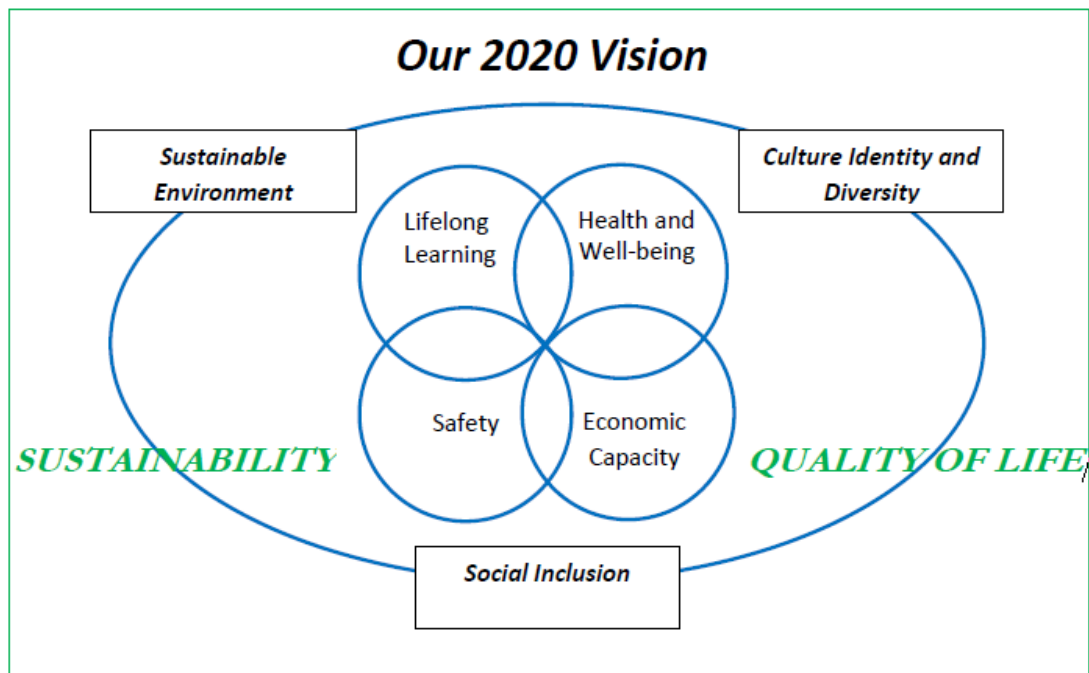 Our 2020 Vision
Sustainable
Environment
Culture Identity and
Diversity
Lifelong
Learning
Health and
Well-being
Safety
Economic
Capacity
SUSTAINABILITY
QUALITY OF LIFE
Social Inclusion